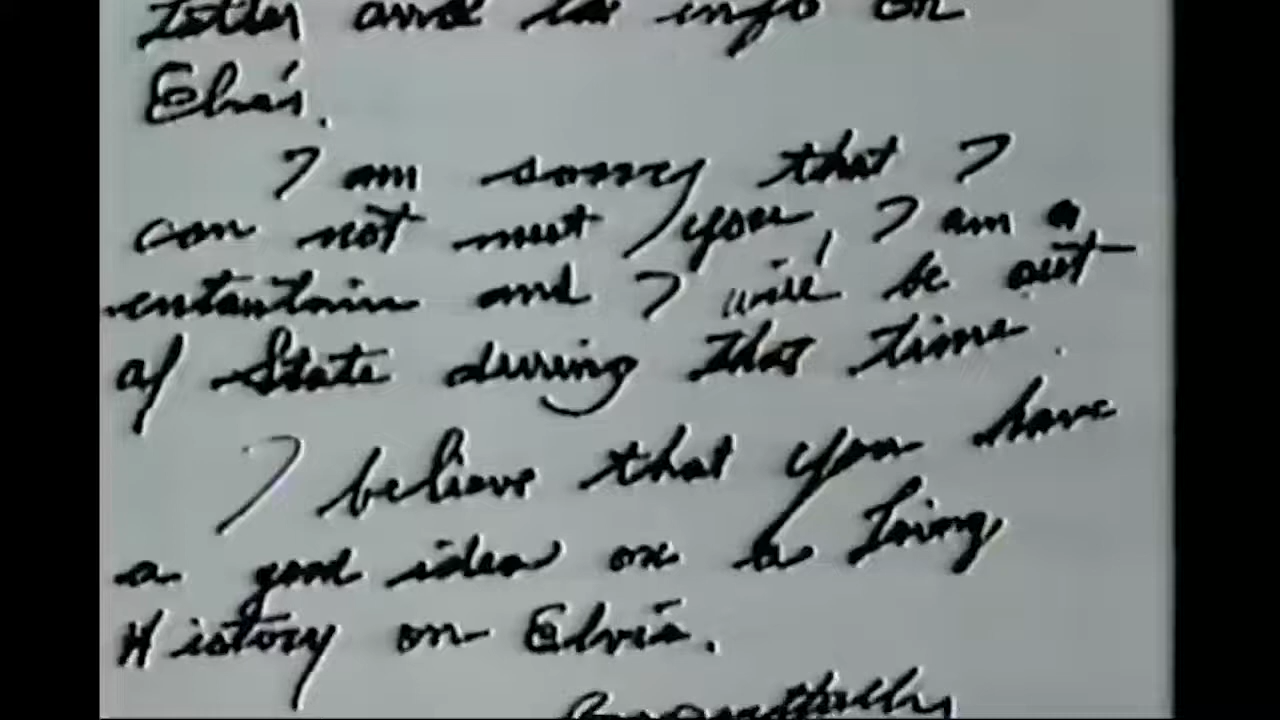 letter and the info on
Elvis.
I am sorry that I
can not meet you, I am a
entertain and I will be out
of State during that time.
I believe that you have
a good idea on a Living
History on Elvis.